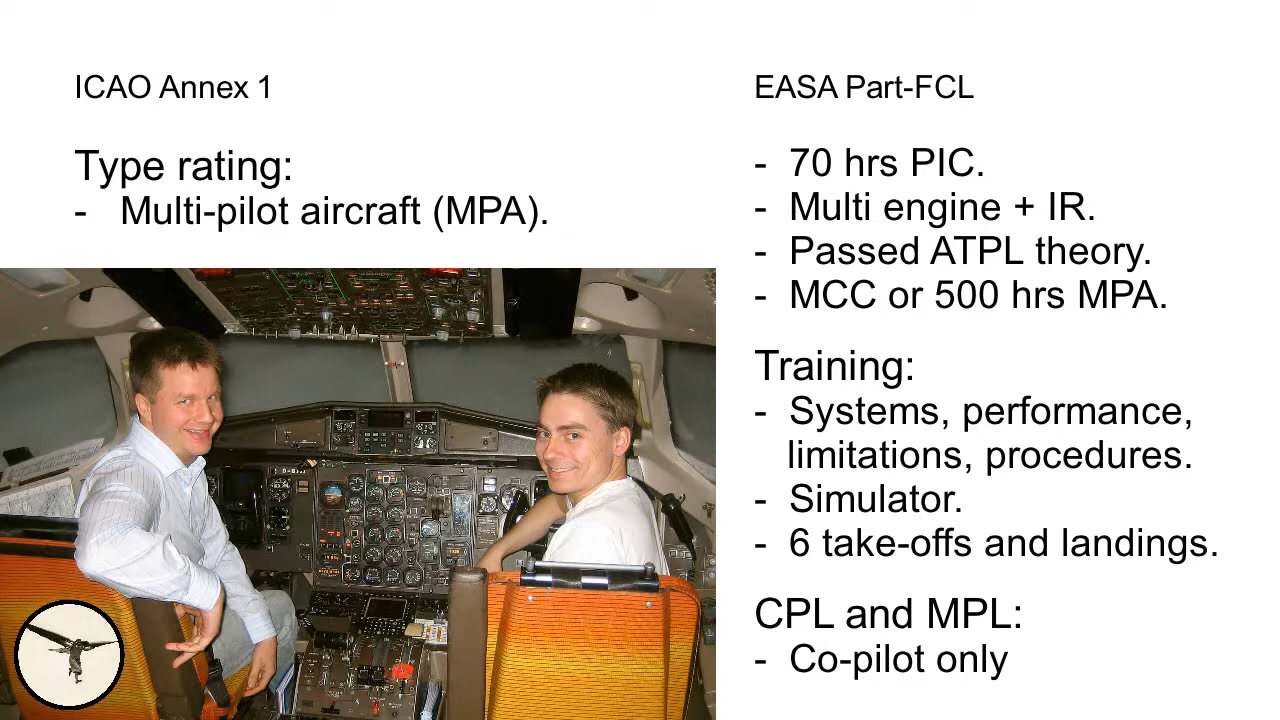 ICAO Annex 1
Type rating:
- Multi-pilot aircraft (MPA).
EASA Part-FCL
- 70 hrs PIC.
- Multi engine + IR.
- Passed ATPL theory.
- MCC or 500 hrs MPA.
Training:
- Systems, performance,
limitations, procedures.
- Simulator.
- 6 take-offs and landings.
CPL and MPL:
- Co-pilot only